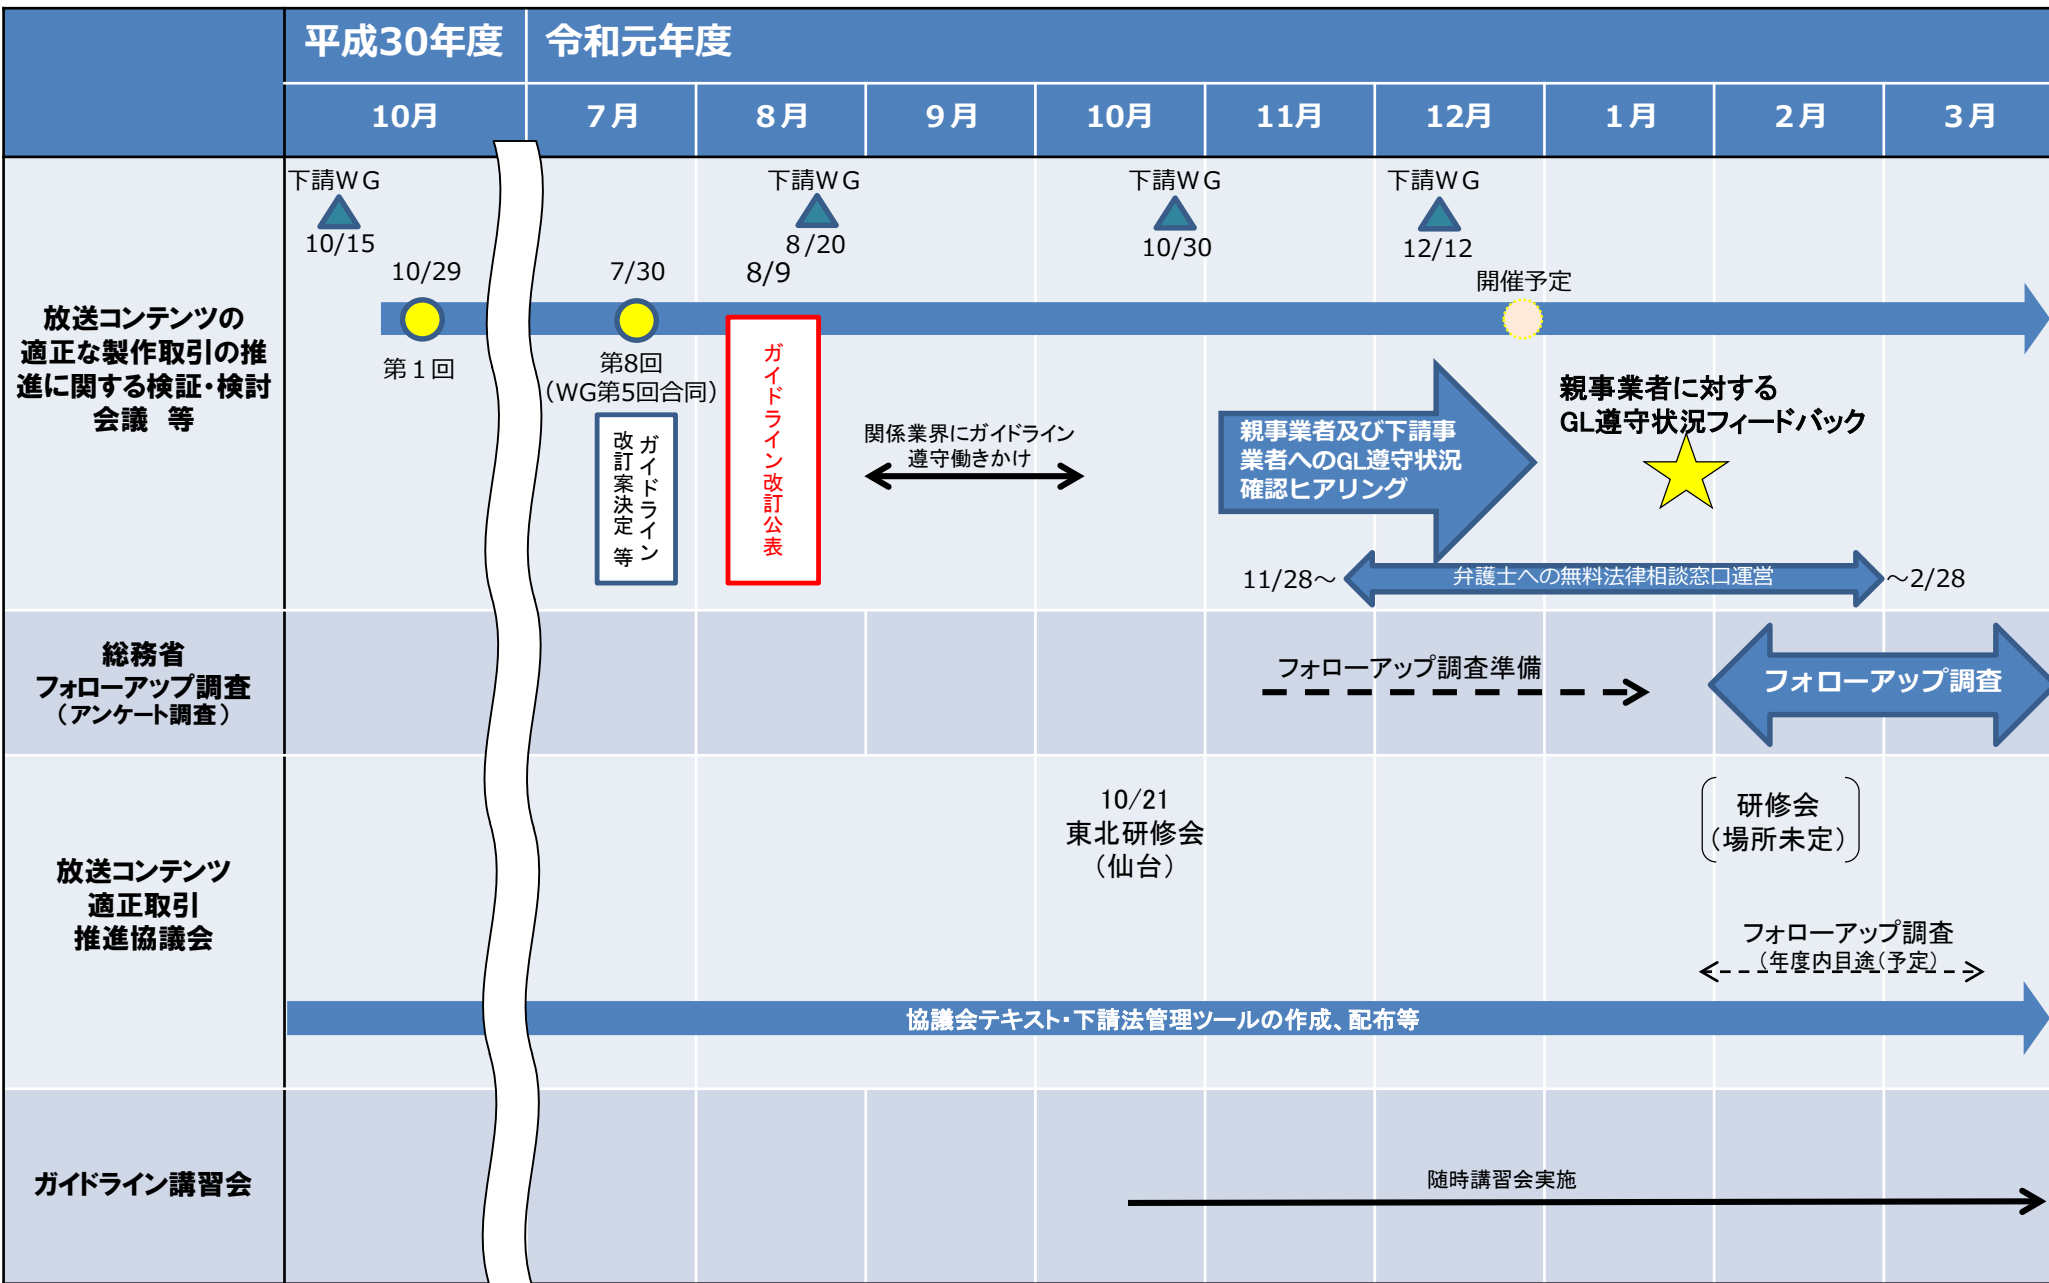 平成30年度
令和元年度
10月
7月
8月
9月
10月
11月
12月
1月
2月
3月
放送コンテンツの
適正な製作取引の推
進に関する検証・検討
会議 等
下請WG
10/15
下請WG
8/20
下請WG
10/30
下請WG
12/12
10/29
第1回
7/30
第8回
(WG第5回合同)
8/9
開催予定
ガイドライン
改訂案決定 等
ガイドライン改訂公表
関係業界にガイドライン
遵守働きかけ
親事業者及び下請事
業者へのGL遵守状況
確認ヒアリング
親事業者に対する
GL遵守状況フィードバック
11/28～
弁護士への無料法律相談窓口運営
～2/28
総務省
フォローアップ調査
(アンケート調査)
フォローアップ調査準備
フォローアップ調査
放送コンテンツ
適正取引
推進協議会
10/21
東北研修会
(仙台)
研修会
(場所未定)
フォローアップ調査
(年度内目途(予定)
協議会テキスト・下請法管理ツールの作成、配布等
ガイドライン講習会
随時講習会実施